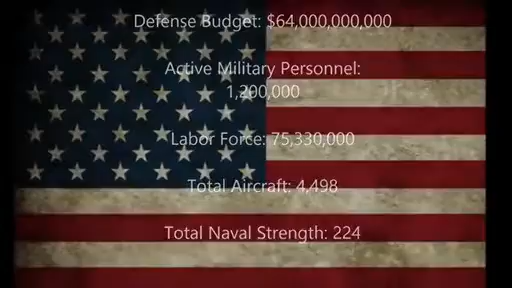 Defense Budget: $64,000,000,000
Active Military Personnel:
1,200,000
Labor Force: 75,330,000
Total Aircraft: 4,498
Total Naval Strength: 224